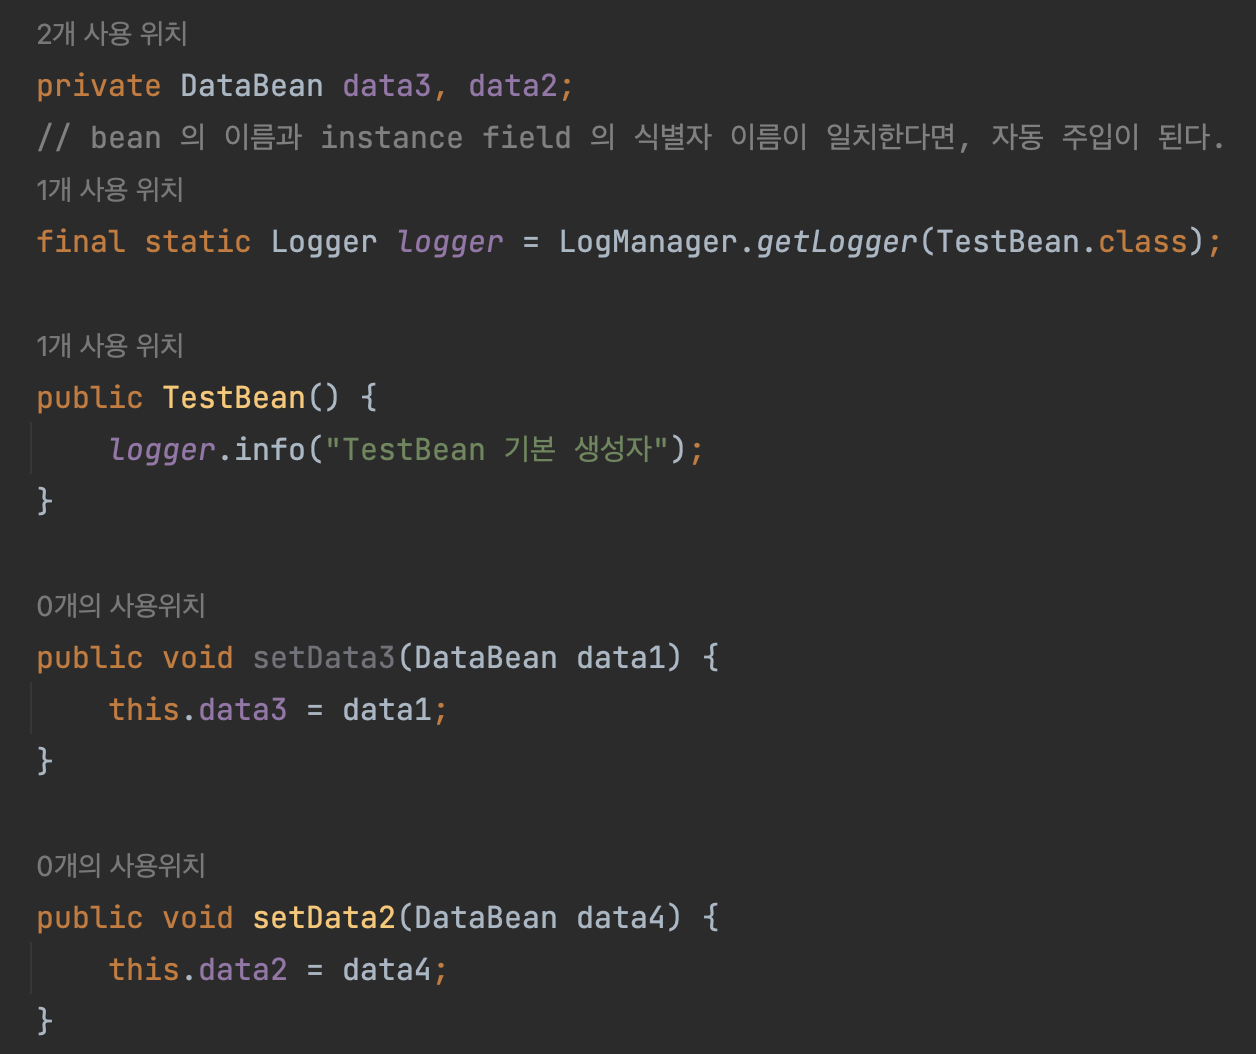 2개 사용 위치
private DataBean data3, data2;
// bean 의 이름과 instance field 의 식별자 이름이 일치한다면, 자동 주입이 된다.
1개 사용 위치
final static Logger logger = LogManager.getLogger(TestBean.class);
1개 사용 위치
public TestBean() {
    logger.info("TestBean 기본 생성자");
}
0개의 사용위치
public void setData3(DataBean data1) {
    this.data3 = data1;
}
0개의 사용위치
public void setData2(DataBean data4) {
    this.data2 = data4;
}